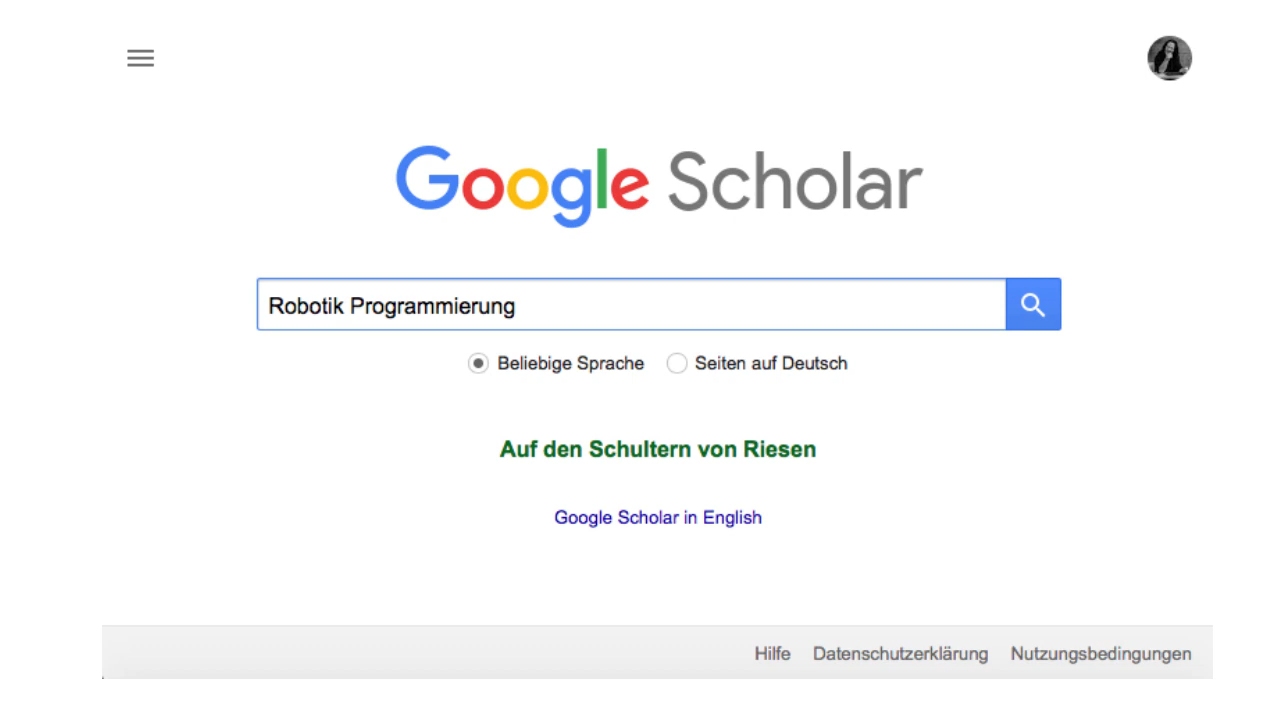 Google Scholar
Robotik Programmierung
Beliebige Sprache Seiten auf Deutsch
Auf den Schultern von Riesen
Google Scholar in English
Hilfe Datenschutzerklärung Nutzungsbedingungen